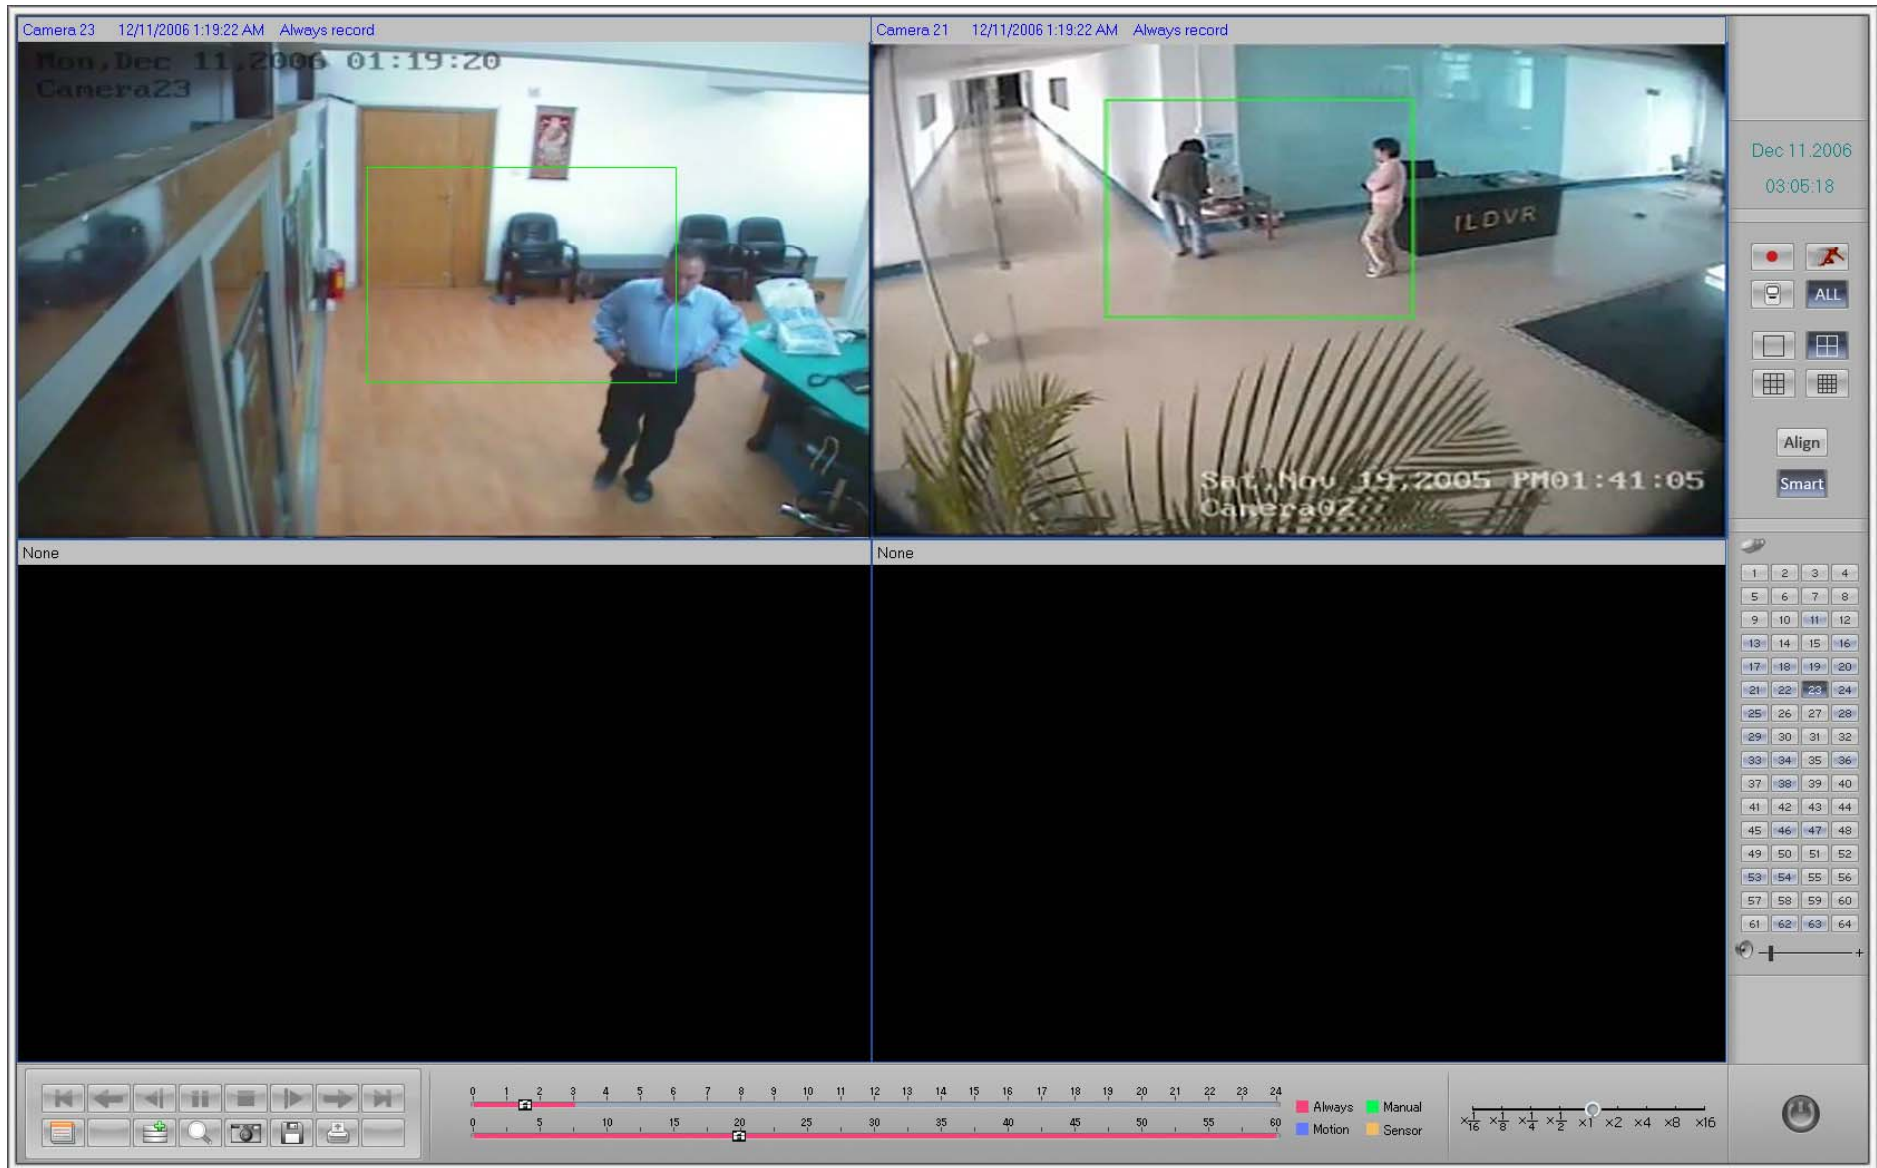 Camera 23 12/11/2006 1:19:22 AM Always record
Mon,Dec 11,2006 01:19:20
Camera23
Camera 21 12/11/2006 1:19:22 AM Always record
ILDVR
Sat,Nov 19,2005 PM01:41:05
Camera02
None
None
Dec 11.2006
03:05:18
ALL
Align
Smart
1 2 3 4
5 6 7 8
9 10 11 12
13 14 15 16
17 18 19 20
21 22 23 24
25 26 27 28
29 30 31 32
33 34 35 36
37 38 39 40
41 42 43 44
45 46 47 48
49 50 51 52
53 54 55 56
57 58 59 60
61 62 63 64
- +
0 1 2 3 4 5 6 7 8 9 10 11 12 13 14 15 16 17 18 19 20 21 22 23 24
0 5 10 15 20 25 30 35 40 45 50 55 60
Always Manual
Motion Sensor
×1/16 ×1/8 ×1/4 ×1/2 ×1 ×2 ×4 ×8 ×16